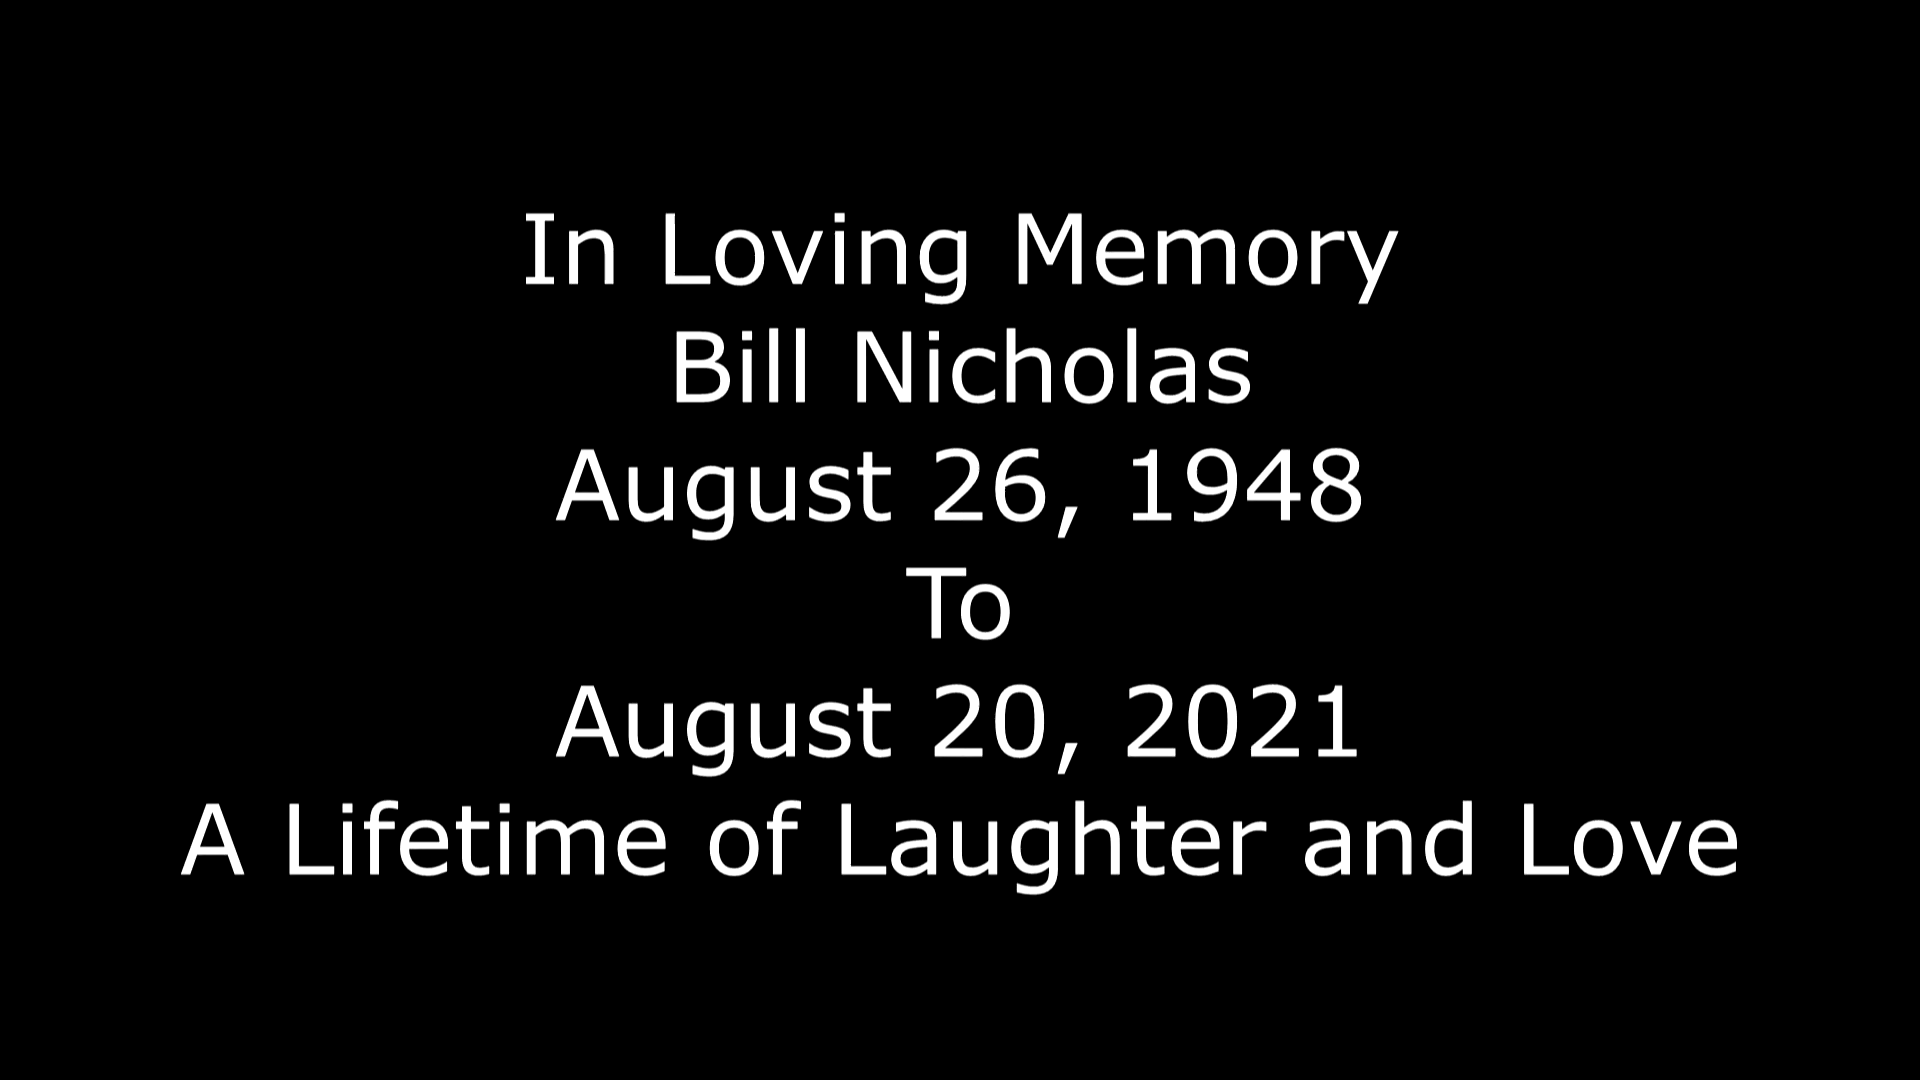 In Loving Memory
Bill Nicholas
August 26, 1948
To
August 20, 2021
A Lifetime of Laughter and Love